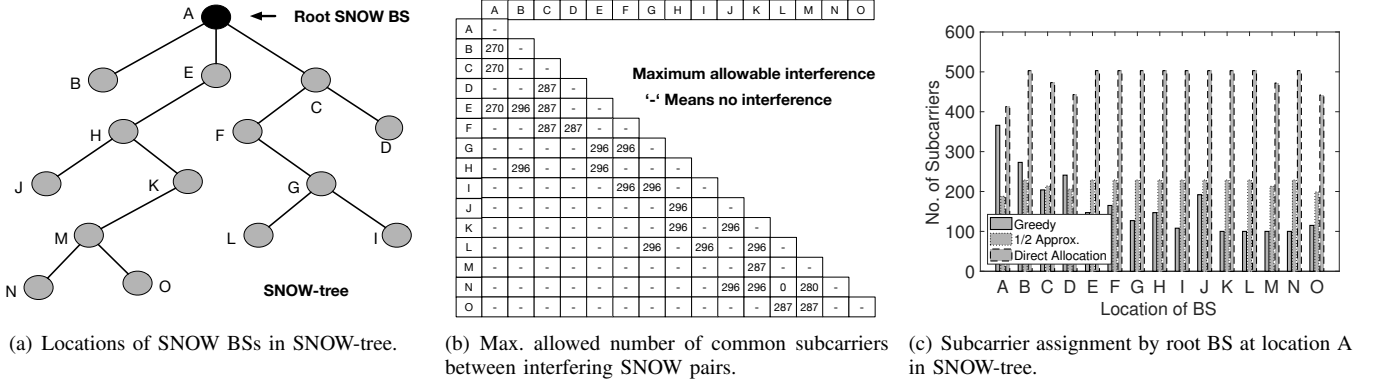 A
Root SNOW BS
B
E
C
H
F
D
J
K
G
M
L
I
N
O
SNOW-tree
(a) Locations of SNOW BSs in SNOW-tree.
A B C D E F G H I J K L M N O
A -
B 270 -
C 270 - -
D - - 287 -
E 270 296 287 - -
F - - 287 287 - -
G - - - - 296 296 -
H - 296 - - 296 - - -
I - - - - - 296 296 - -
J - - - - - - - 296 - -
K - - - - - - - 296 - 296 -
L - - - - - - 296 - 296 - 296 -
M - - - - - - - - - - 287 - -
N - - - - - - - - - 296 296 0 280 -
O - - - - - - - - - - - 287 287 - -
Maximum allowable interference
'-' Means no interference
(b) Max. allowed number of common subcarriers
between interfering SNOW pairs.
600
500
400
300
200
100
0
No. of Subcarriers
Greedy
1/2 Approx.
Direct Allocation
A B C D E F G H I J K L M N O
Location of BS
(c) Subcarrier assignment by root BS at location A
in SNOW-tree.